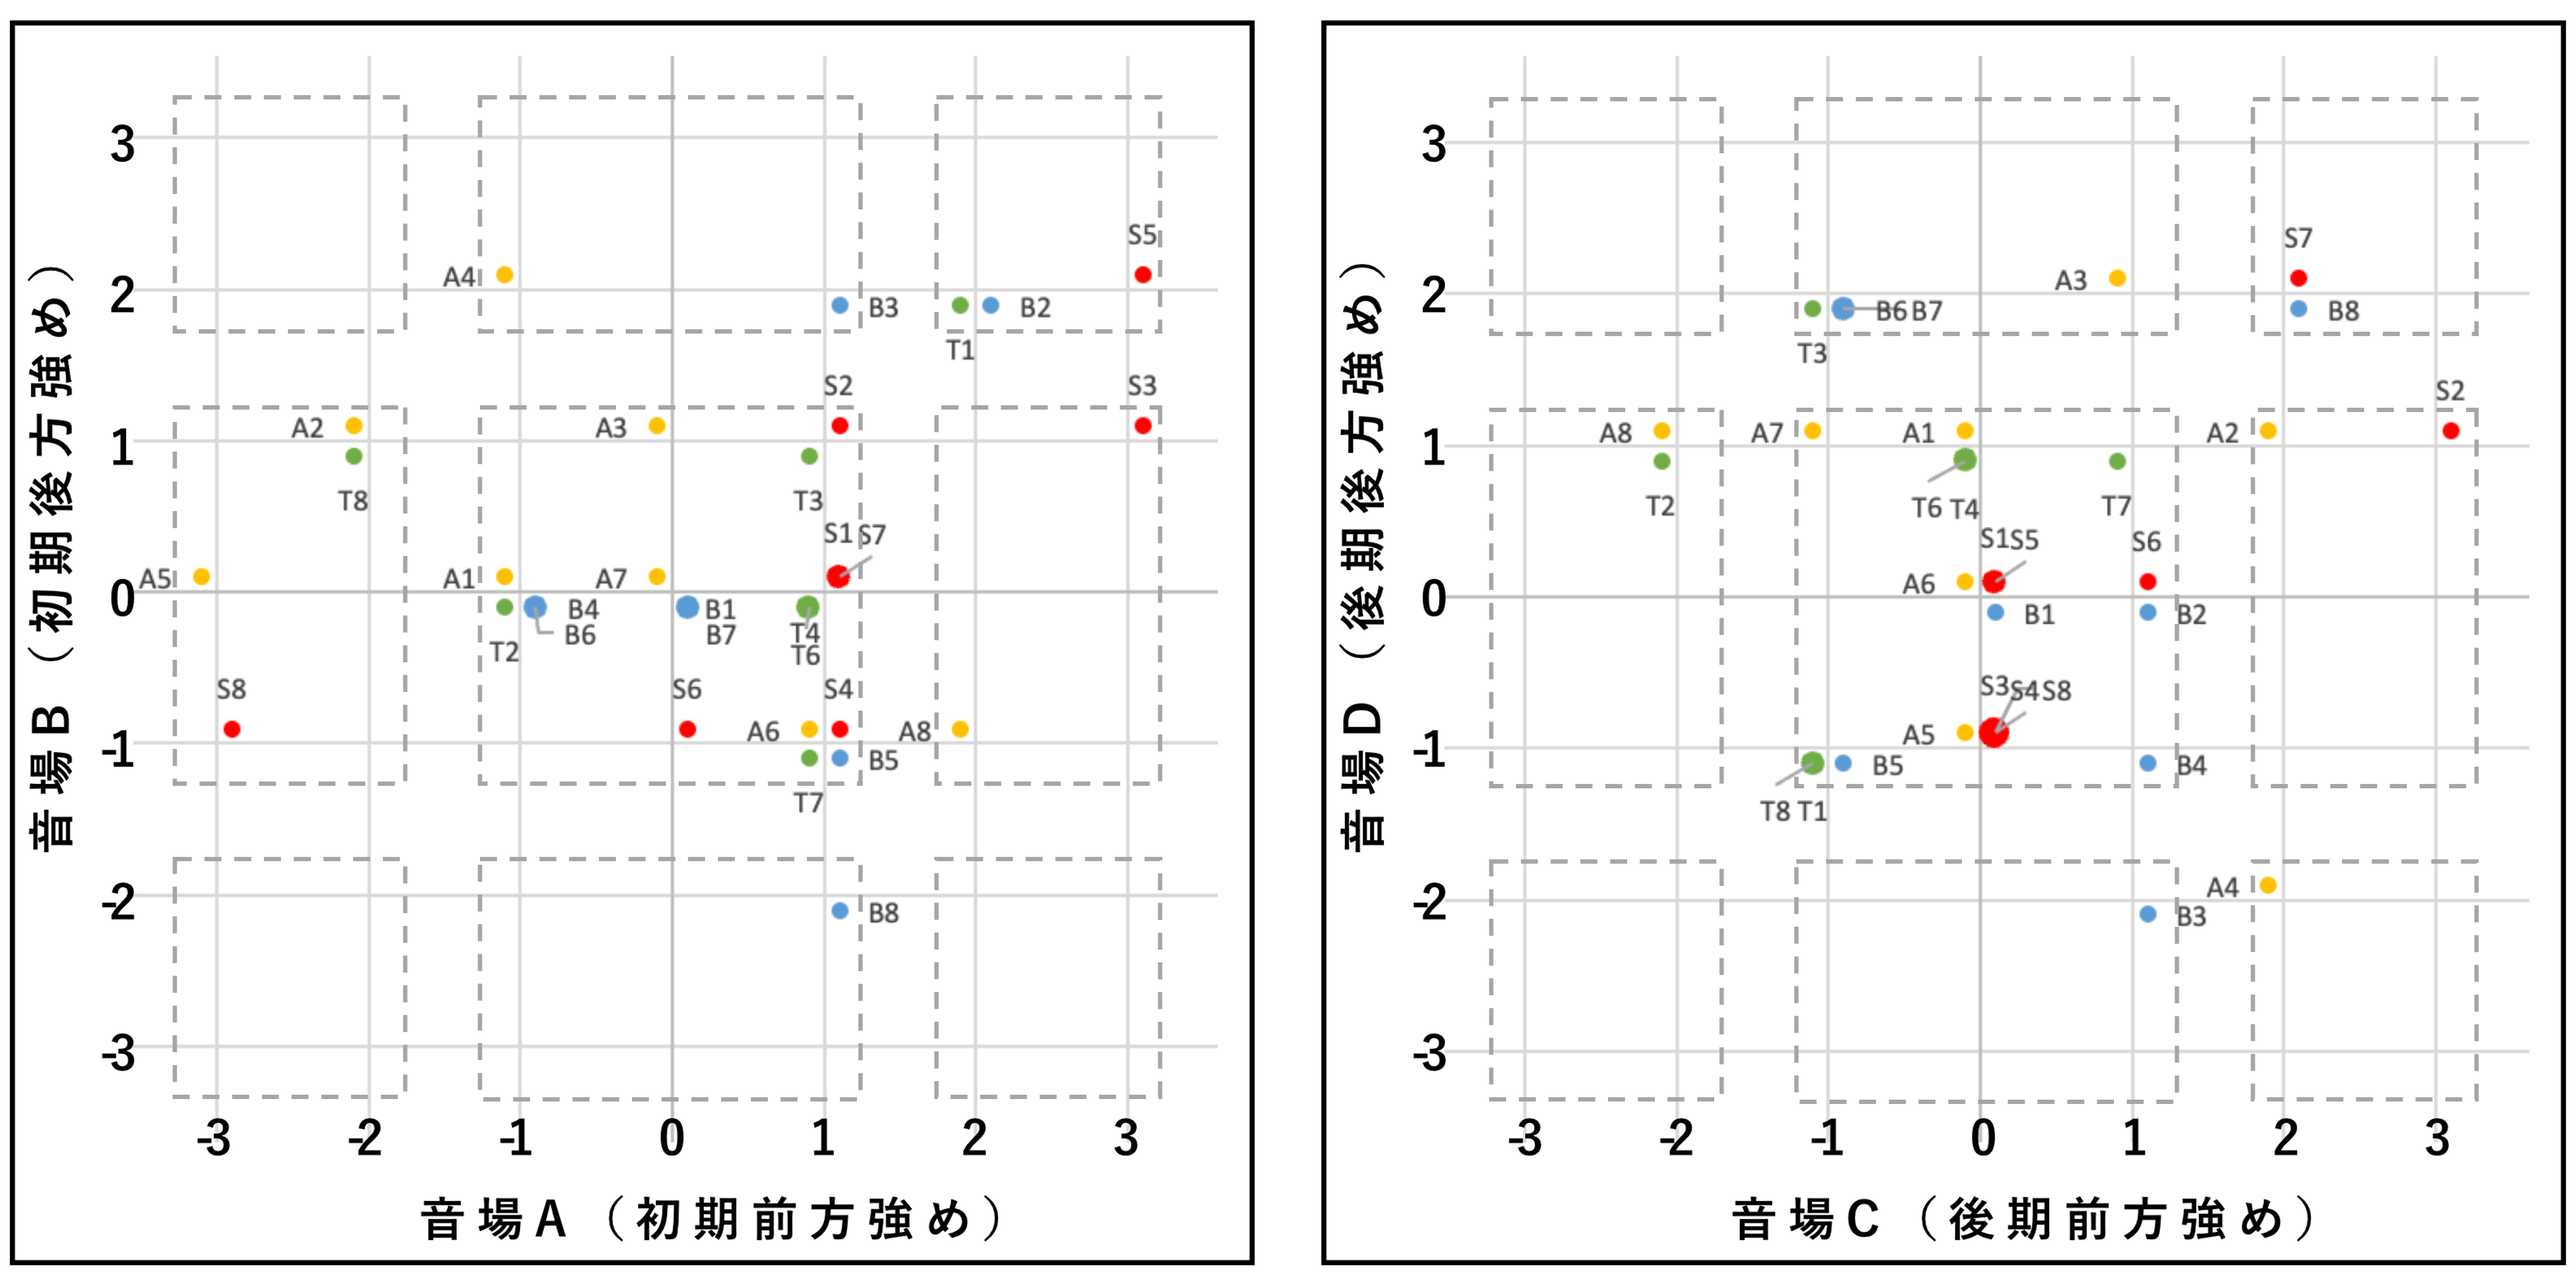 音場B（初期後方強め）
3
2
1
0
-1
-2
-3
S5
A4
B3
B2
T1
S2
S3
A2
A3
T8
T3
S1 S7
A5
A1
A7
B4
B1
B6
B7
T4
T2
T6
S8
S6
S4
A6
A8
B5
T7
B8
-3 -2 -1 0 1 2 3
音場A（初期前方強め）
音場D（後期後方強め）
3
2
1
0
-1
-2
-3
S7
A3
B6 B7
B8
T3
S2
A8
A7
A1
A2
T2
T6 T4
T7
S1 S5
S6
A6
B1
B2
S3 S4 S8
A5
B5
B4
T8 T1
A4
B3
-3 -2 -1 0 1 2 3
音場C（後期前方強め）